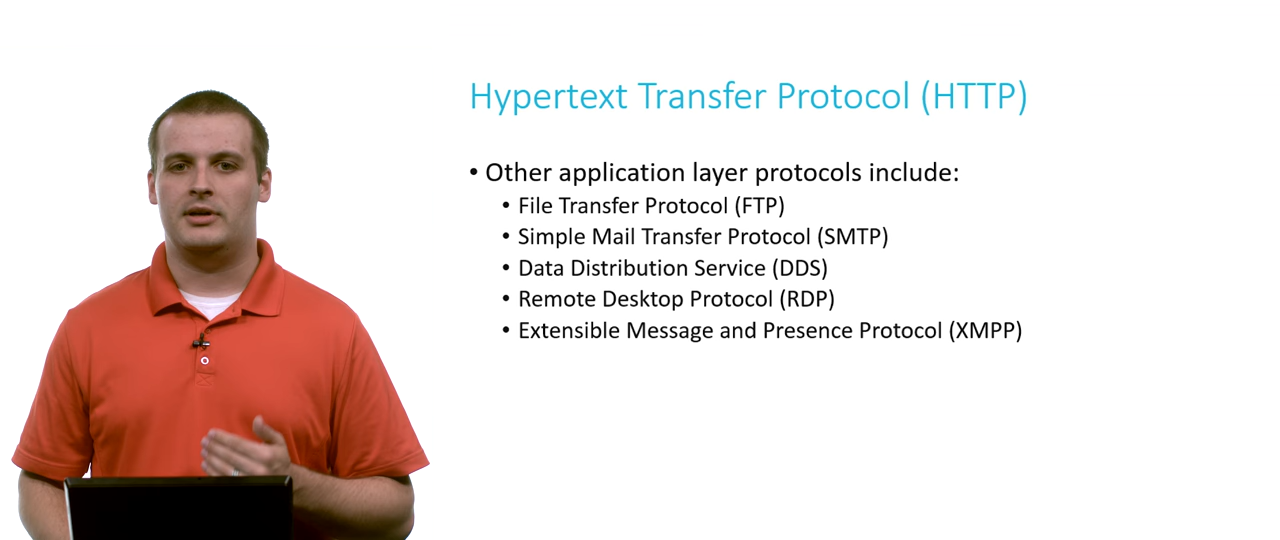 Hypertext Transfer Protocol (HTTP)
• Other application layer protocols include:
• File Transfer Protocol (FTP)
• Simple Mail Transfer Protocol (SMTP)
• Data Distribution Service (DDS)
• Remote Desktop Protocol (RDP)
• Extensible Message and Presence Protocol (XMPP)